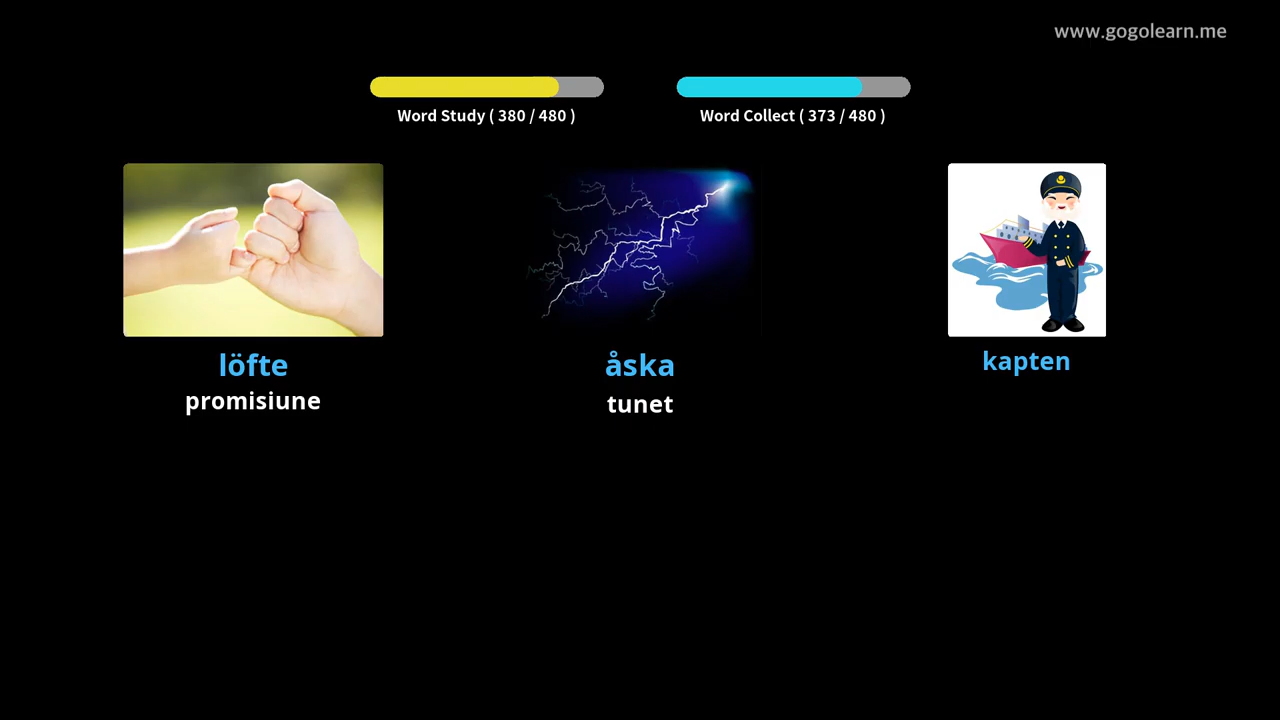 www.gogolearn.me
Word Study ( 380 / 480 )
Word Collect ( 373 / 480 )
löfte
promisiune
åska
tunet
kapten